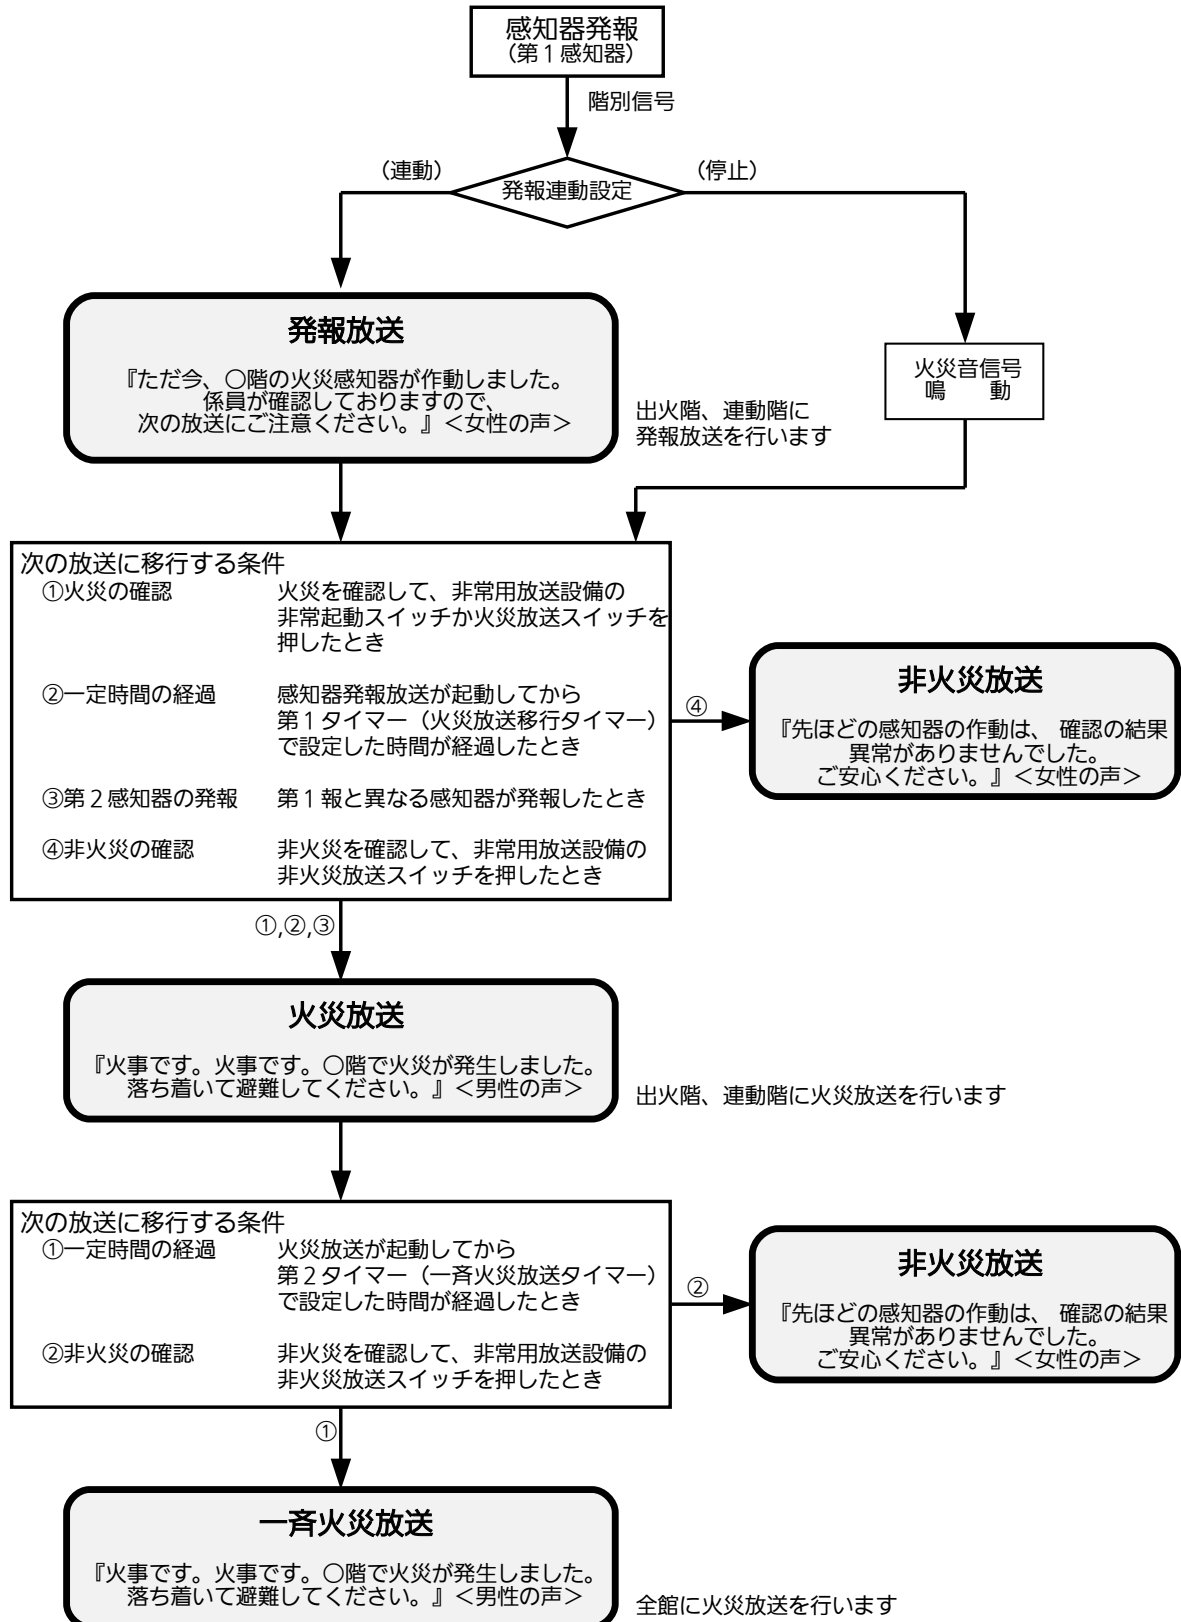 感知器発報
（第１感知器）
階別信号
（連動）
（停止）
発報連動設定
発報放送
『ただ今、〇階の火災感知器が作動しました。
係員が確認しておりますので、
次の放送にご注意ください。』＜女性の声＞
火災音信号
鳴　　動
出火階、連動階に
発報放送を行います
次の放送に移行する条件
①火災の確認　火災を確認して、非常用放送設備の
非常起動スイッチか火災放送スイッチを
押したとき
②一定時間の経過　感知器発報放送が起動してから
第１タイマー（火災放送移行タイマー）
で設定した時間が経過したとき
③第２感知器の発報　第１報と異なる感知器が発報したとき
④非火災の確認　非火災を確認して、非常用放送設備の
非火災放送スイッチを押したとき
④
非火災放送
『先ほどの感知器の作動は、 確認の結果
異常がありませんでした。
ご安心ください。』＜女性の声＞
①,②,③
火災放送
『火事です。火事です。〇階で火災が発生しました。
落ち着いて避難してください。』＜男性の声＞
出火階、連動階に火災放送を行います
次の放送に移行する条件
①一定時間の経過　火災放送が起動してから
第２タイマー（一斉火災放送タイマー）
で設定した時間が経過したとき
②非火災の確認　非火災を確認して、非常用放送設備の
非火災放送スイッチを押したとき
②
非火災放送
『先ほどの感知器の作動は、 確認の結果
異常がありませんでした。
ご安心ください。』＜女性の声＞
①
一斉火災放送
『火事です。火事です。〇階で火災が発生しました。
落ち着いて避難してください。』＜男性の声＞
全館に火災放送を行います